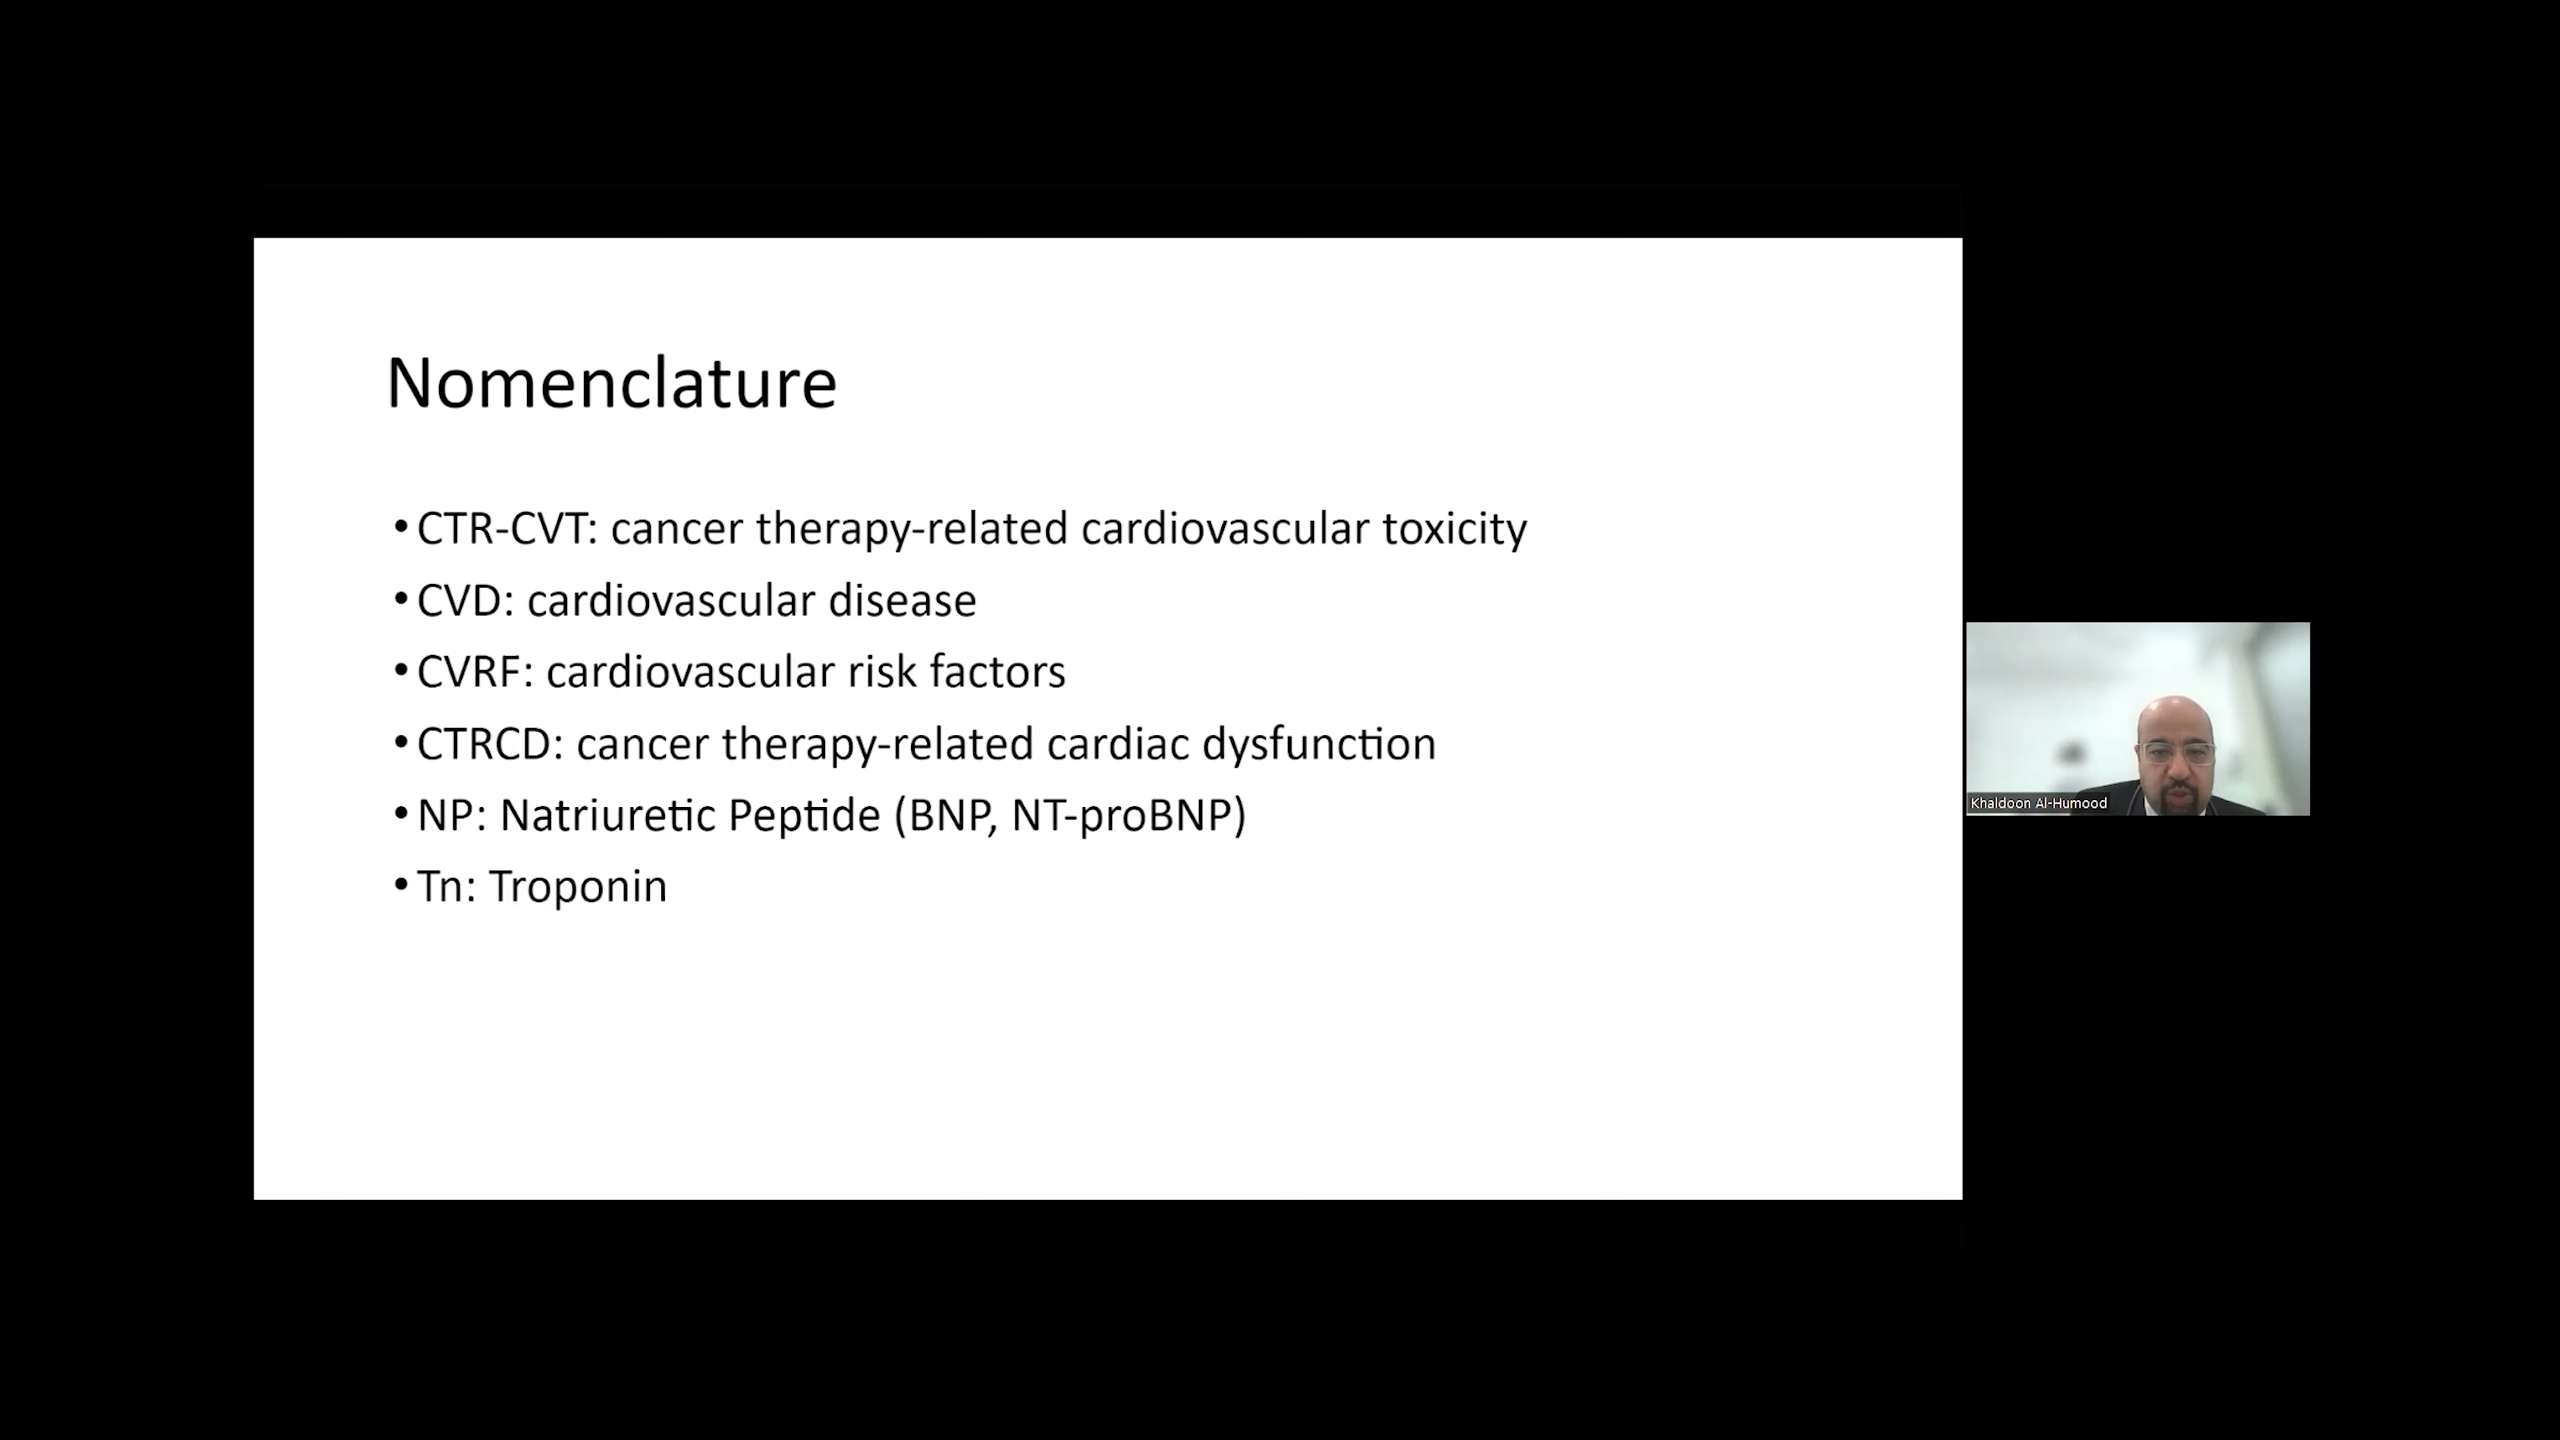 Nomenclature
• CTR-CVT: cancer therapy-related cardiovascular toxicity
• CVD: cardiovascular disease
• CVRF: cardiovascular risk factors
• CTRCD: cancer therapy-related cardiac dysfunction
• NP: Natriuretic Peptide (BNP, NT-proBNP)
• Tn: Troponin
Khaldoon Al-Humood